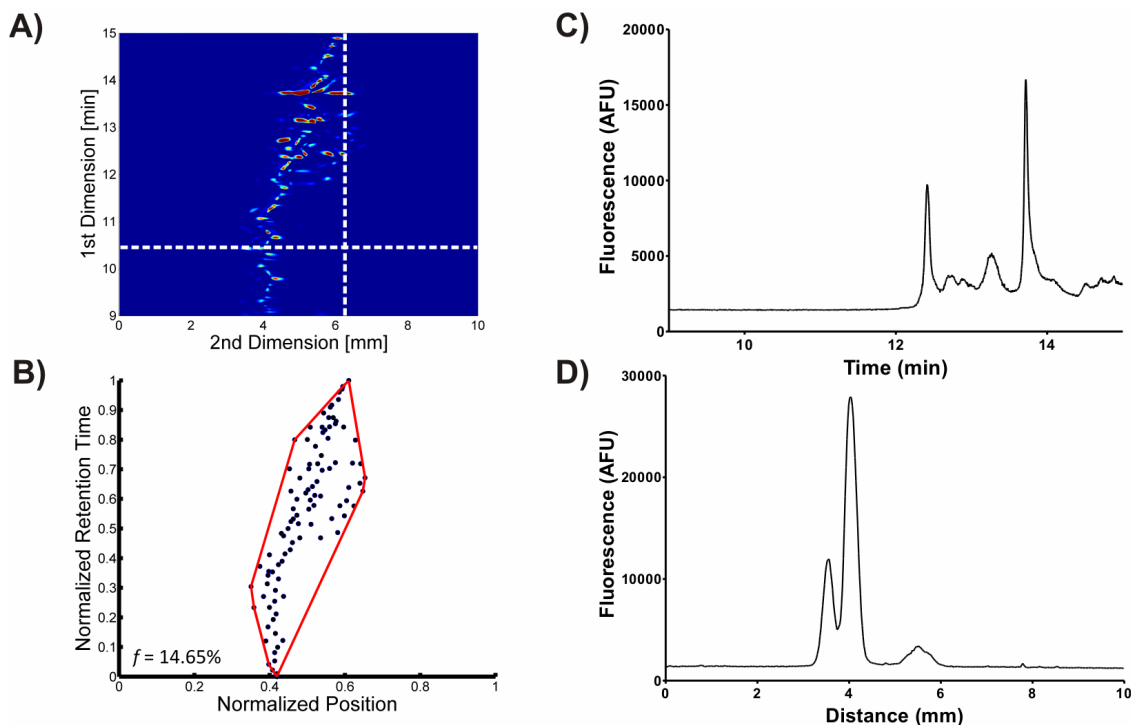 A)
15
14
13
12
11
10
9
1st Dimension [min]
0 2 4 6 8 10
2nd Dimension [mm]
B)
1
0.9
0.8
0.7
0.6
0.5
0.4
0.3
0.2
0.1
0
Normalized Retention Time
f = 14.65%
0 0.2 0.4 0.6 0.8 1
Normalized Position
C)
20000
15000
10000
5000
0
Fluorescence (AFU)
10 12 14
Time (min)
D)
30000
20000
10000
0
Fluorescence (AFU)
0 2 4 6 8 10
Distance (mm)